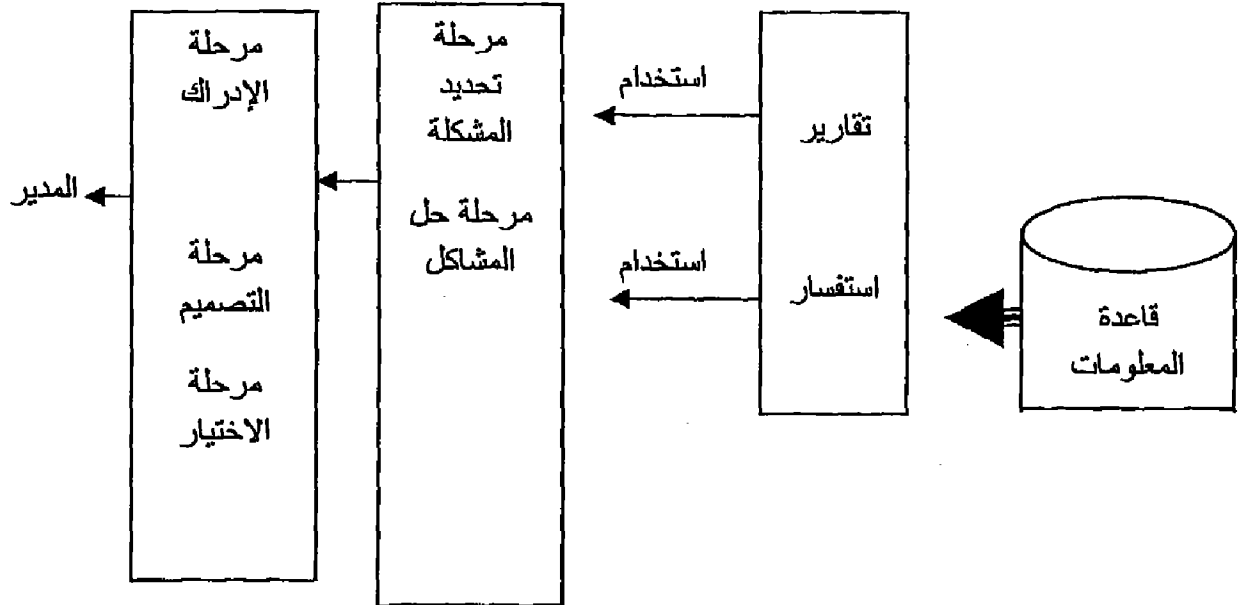 قاعدة
المعلومات
تقارير
استفسار
استخدام
استخدام
مرحلة
تحديد
المشكلة
مرحلة حل
المشاكل
مرحلة
الإدراك
مرحلة
التصميم
مرحلة
الاختيار
المدير